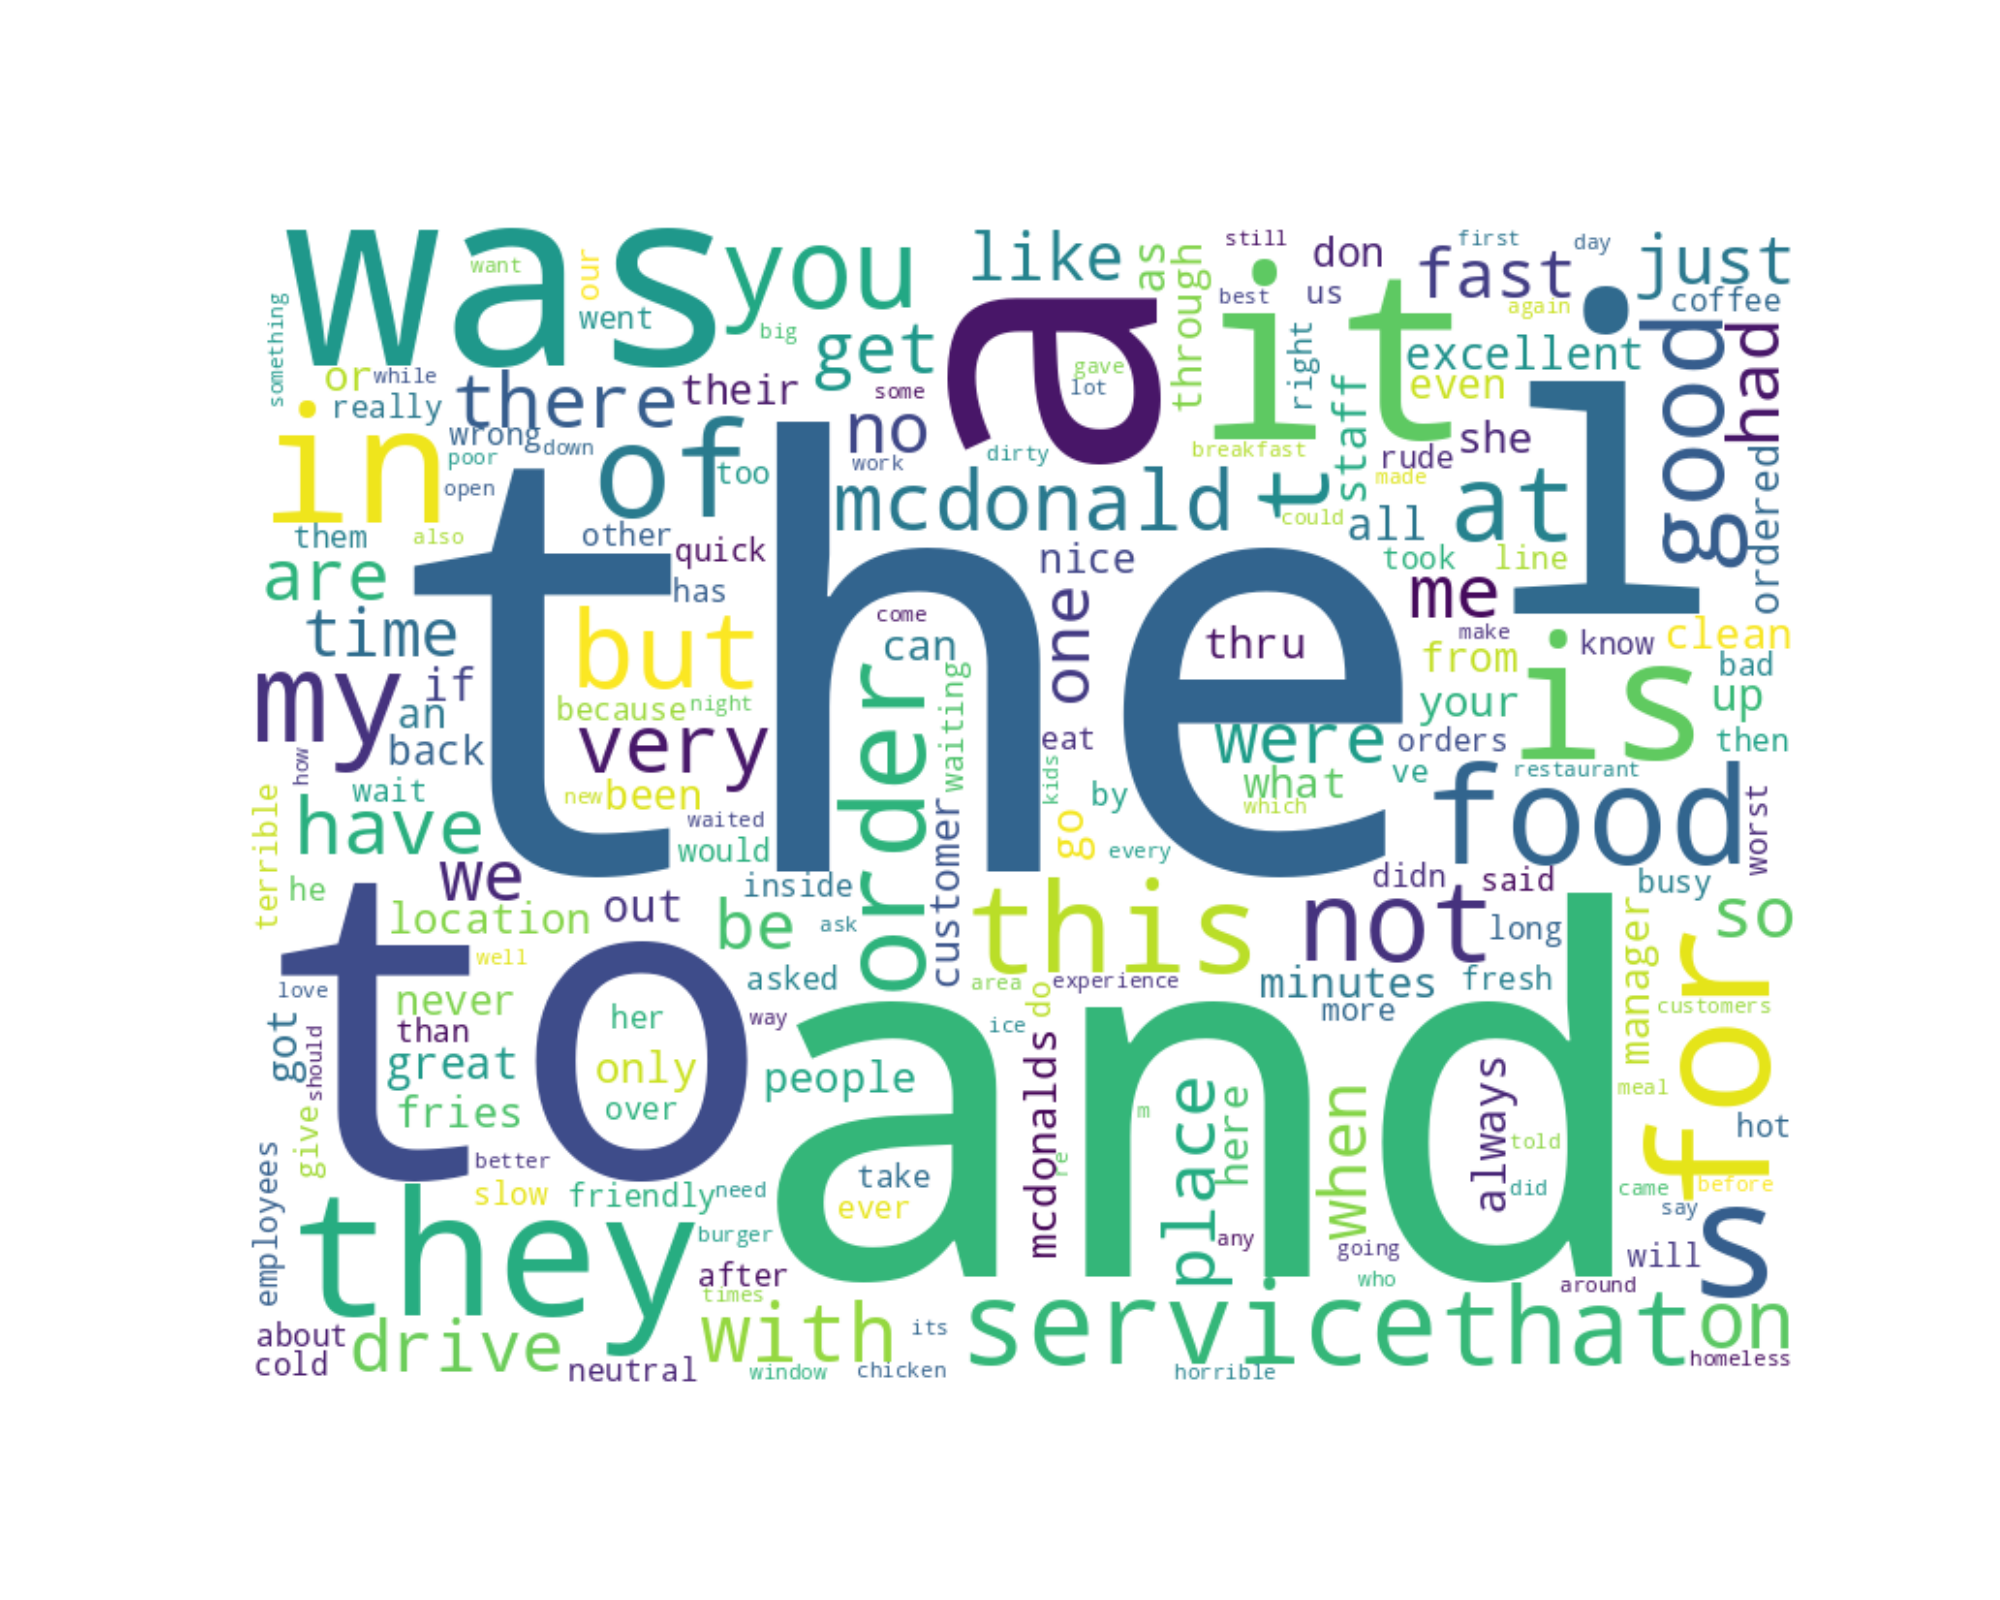 was
you
like
as
through
still
don
fast
first
day
just
want
our
went
something
big
get
a
it
best
us
again
i
coffee
or
while
really
there
their
some
gave
lot
right
excellent
even
good
had
in
wrong
down
poor
open
of
too
no
work
dirty
breakfast
t
staff
rude
she
made
ordered
mcdonald
could
all
at
them
also
other
quick
has
the
nice
took
line
are
me
time
but
come
can
one
thru
make
know
clean
from
is
bad
my
if
an
because
night
order
waiting
your
up
back
very
eat
were
orders
then
how
wait
new
been
kids
by
what
which
ve
restaurant
food
worst
terrible
have
waited
would
customer
go
every
we
he
inside
didn
said
busy
location
out
be
ask
this
not
long
manager
so
to
well
asked
area
experience
minutes
fresh
love
never
her
way
ice
do
more
customers
for
got
than
should
great
only
people
and
mcdonalds
place
here
when
always
meal
fries
over
m
hot
give
told
employees
better
take
re
slow
friendly
need
ever
did
came
before
they
burger
any
say
s
after
going
will
times
who
around
about
drive
with
its
service
that
on
cold
neutral
window
chicken
horrible
homeless